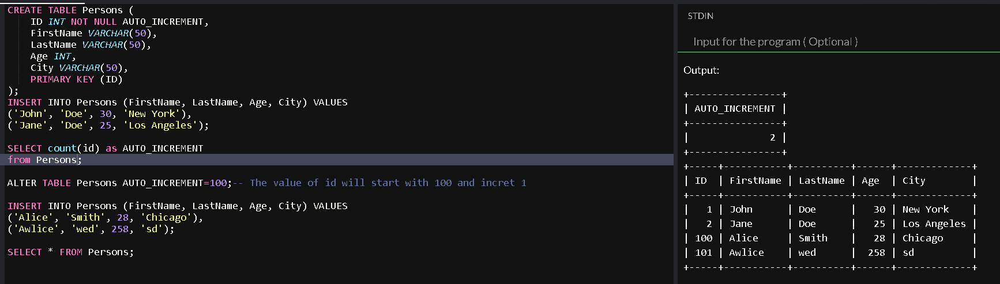 CREATE TABLE Persons (
ID INT NOT NULL AUTO_INCREMENT,
FirstName VARCHAR(50),
LastName VARCHAR(50),
Age INT,
City VARCHAR(50),
PRIMARY KEY (ID)
);
INSERT INTO Persons (FirstName, LastName, Age, City) VALUES
('John', 'Doe', 30, 'New York'),
('Jane', 'Doe', 25, 'Los Angeles');
SELECT count(id) as AUTO_INCREMENT
from Persons;
ALTER TABLE Persons AUTO_INCREMENT=100;-- The value of id will start with 100 and incret 1
INSERT INTO Persons (FirstName, LastName, Age, City) VALUES
('Alice', 'Smith', 28, 'Chicago'),
('Awlice', 'wed', 258, 'sd');
SELECT * FROM Persons;
STDIN
Input for the program ( Optional )
Output:
+----------------+
| AUTO_INCREMENT |
+----------------+
|              2 |
+----------------+
+-----+-----------+----------+------+-------------+
| ID  | FirstName | LastName | Age  | City        |
+-----+-----------+----------+------+-------------+
|   1 | John      | Doe      |   30 | New York    |
|   2 | Jane      | Doe      |   25 | Los Angeles |
| 100 | Alice     | Smith    |   28 | Chicago     |
| 101 | Awlice    | wed      |  258 | sd          |
+-----+-----------+----------+------+-------------+